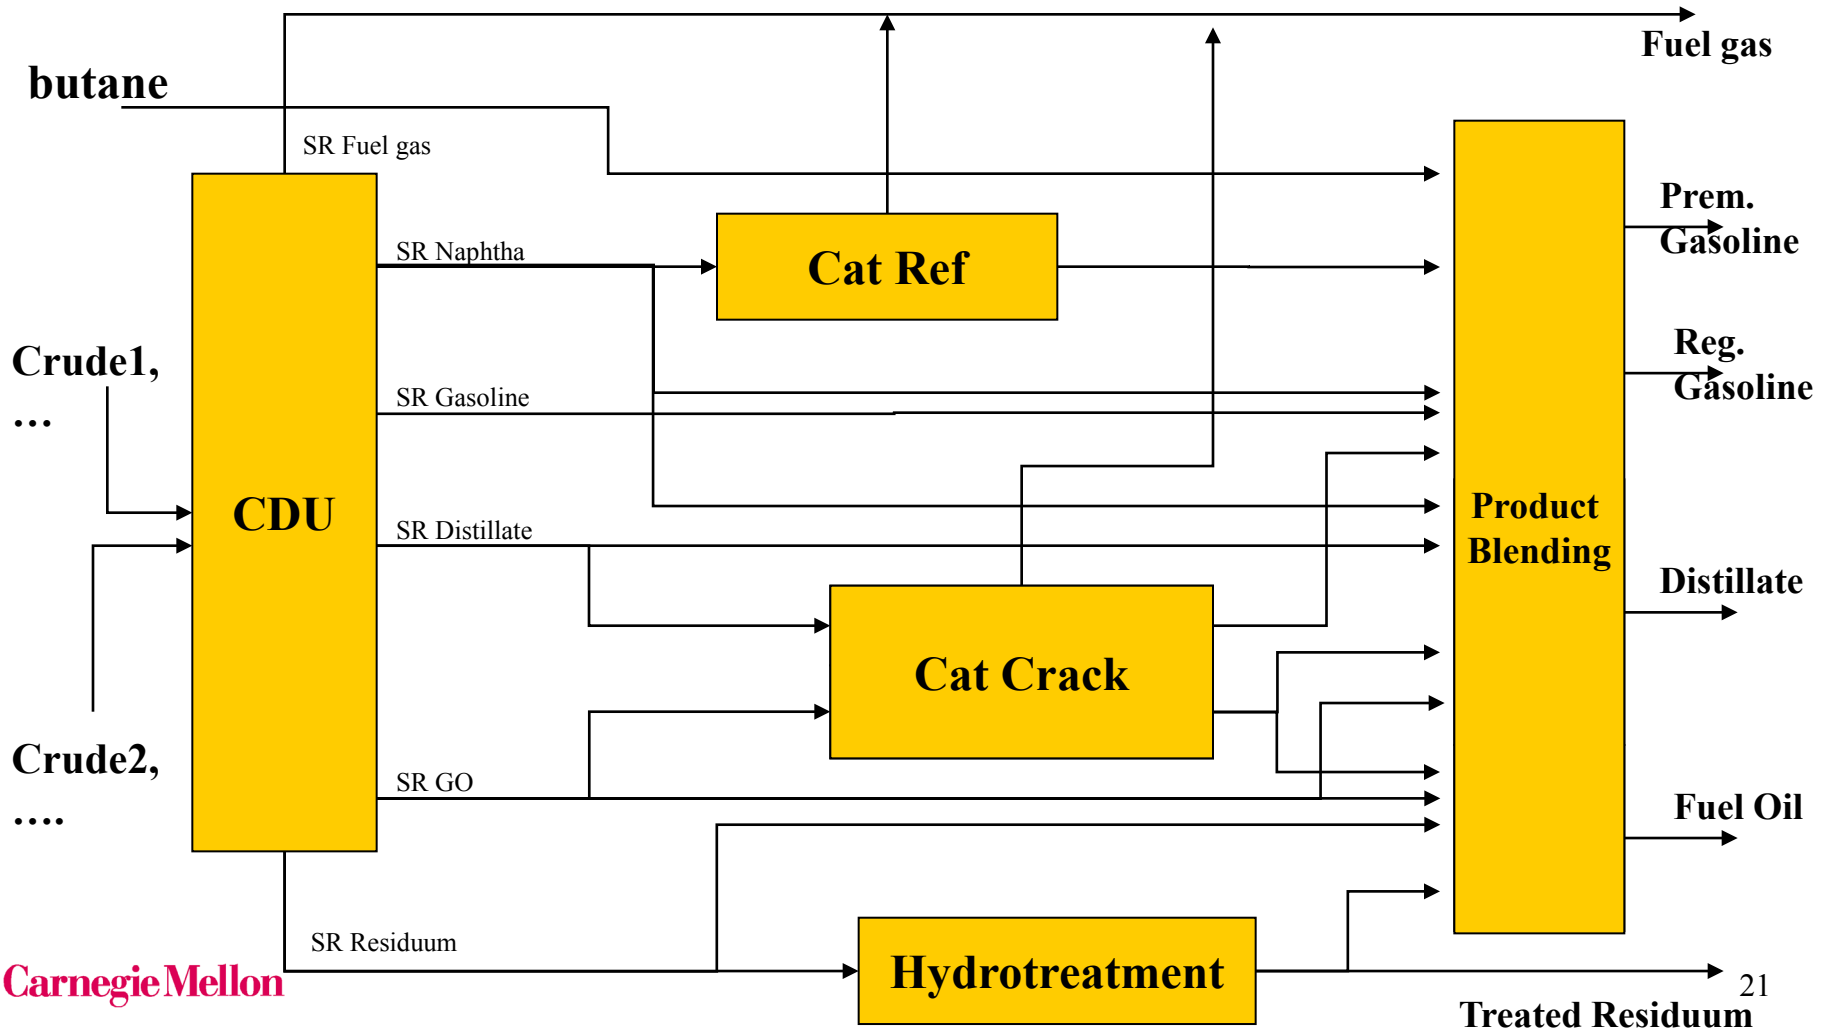 Fuel gas
butane
SR Fuel gas
Prem.
Gasoline
SR Naphtha
Cat Ref
Crude1,
…
Reg.
Gasoline
SR Gasoline
CDU
SR Distillate
Product
Blending
Distillate
Cat Crack
Crude2,
….
SR GO
Fuel Oil
SR Residuum
Hydrotreatment
Carnegie Mellon
21
Treated Residuum